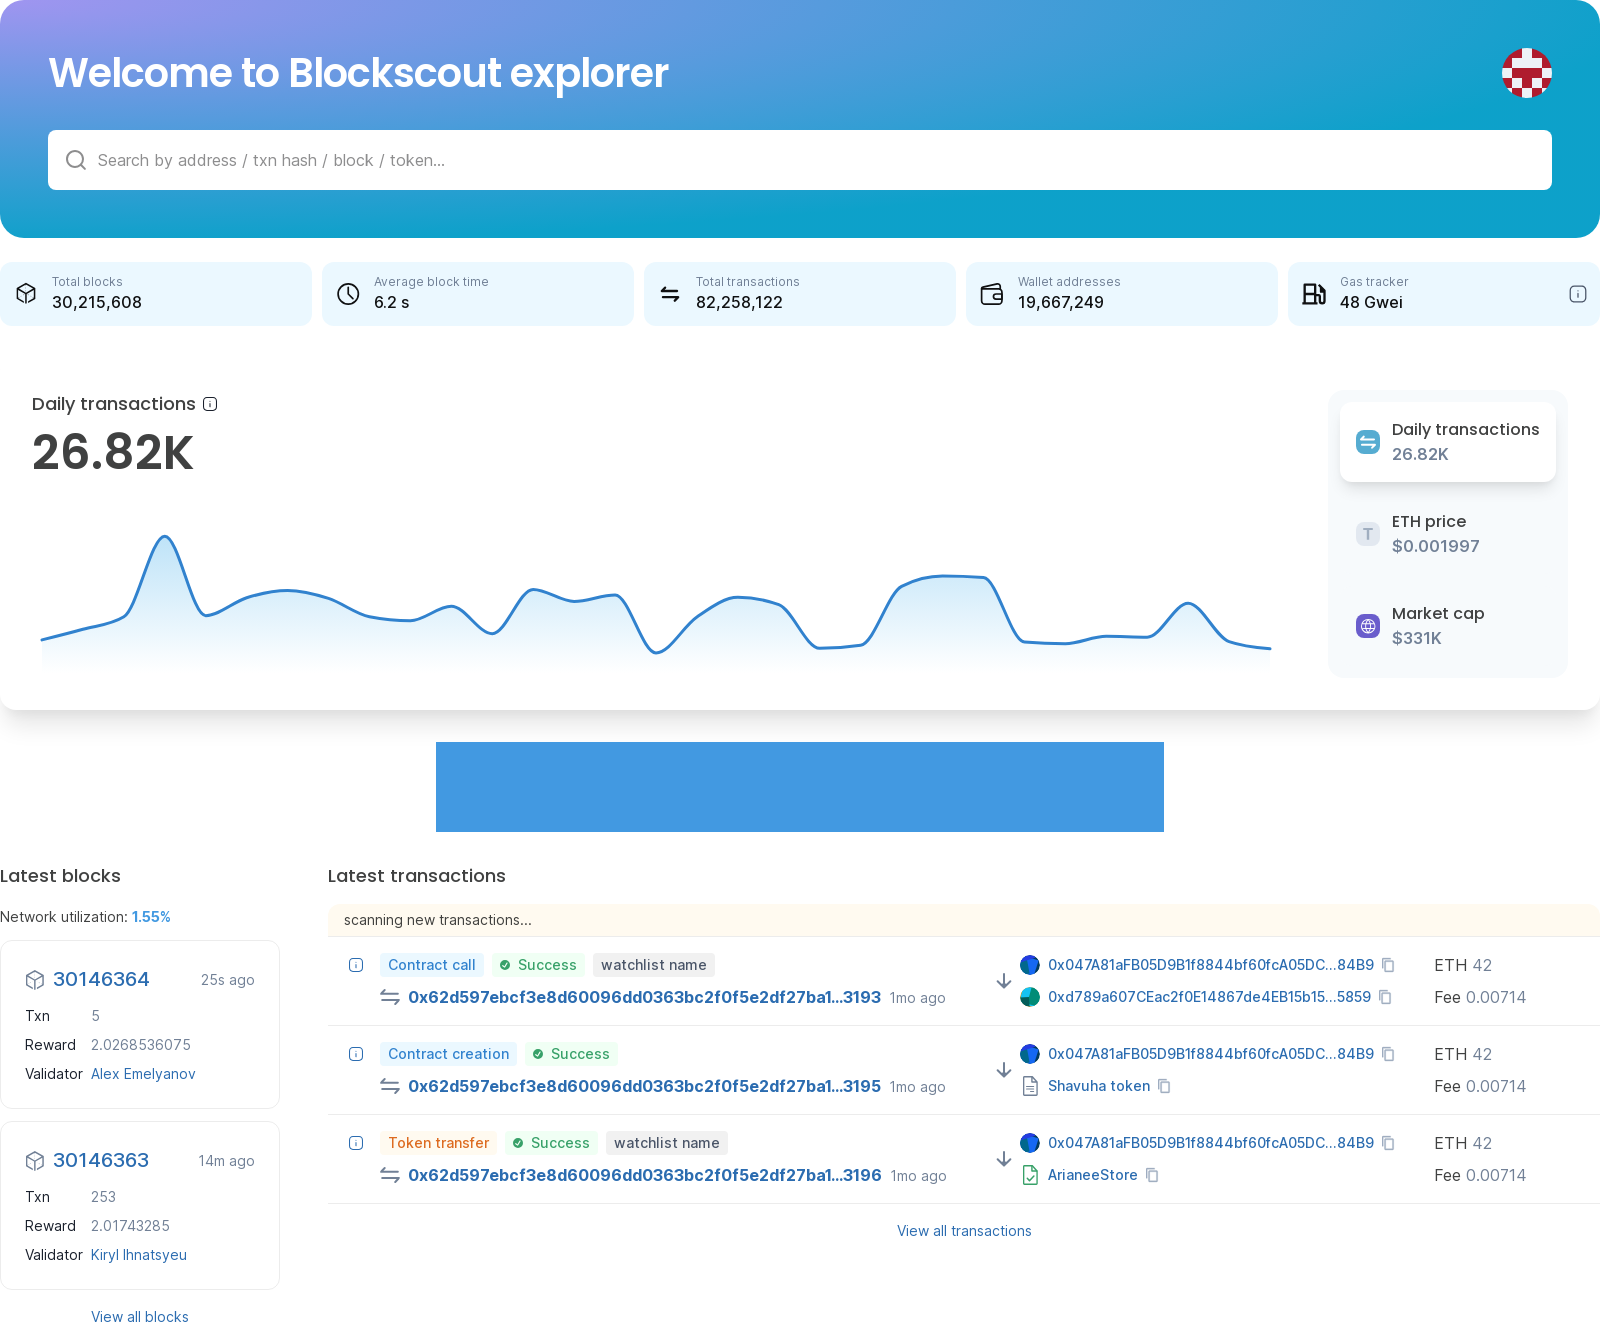 Welcome to Blockscout explorer
Search by address / txn hash / block / token...
Total blocks
30,215,608
Average block time
6.2 s
Total transactions
82,258,122
Wallet addresses
19,667,249
Gas tracker
48 Gwei
Daily transactions
26.82K
Daily transactions
26.82K
T
ETH price
$0.001997
Market cap
$331K
Latest blocks
Network utilization: 1.55%
30146364 25s ago
Txn 5
Reward 2.0268536075
Validator Alex Emelyanov
30146363 14m ago
Txn 253
Reward 2.01743285
Validator Kiryl Ihnatsyeu
View all blocks
Latest transactions
scanning new transactions...
Contract call Success watchlist name
0x62d597ebcf3e8d60096dd0363bc2f0f5e2df27ba1...3193 1mo ago
0x047A81aFB05D9B1f8844bf60fcA05DC...84B9
0xd789a607CEac2f0E14867de4EB15b15...5859
ETH 42
Fee 0.00714
Contract creation Success
0x62d597ebcf3e8d60096dd0363bc2f0f5e2df27ba1...3195 1mo ago
0x047A81aFB05D9B1f8844bf60fcA05DC...84B9
Shavuha token
ETH 42
Fee 0.00714
Token transfer Success watchlist name
0x62d597ebcf3e8d60096dd0363bc2f0f5e2df27ba1...3196 1mo ago
0x047A81aFB05D9B1f8844bf60fcA05DC...84B9
ArianeeStore
ETH 42
Fee 0.00714
View all transactions